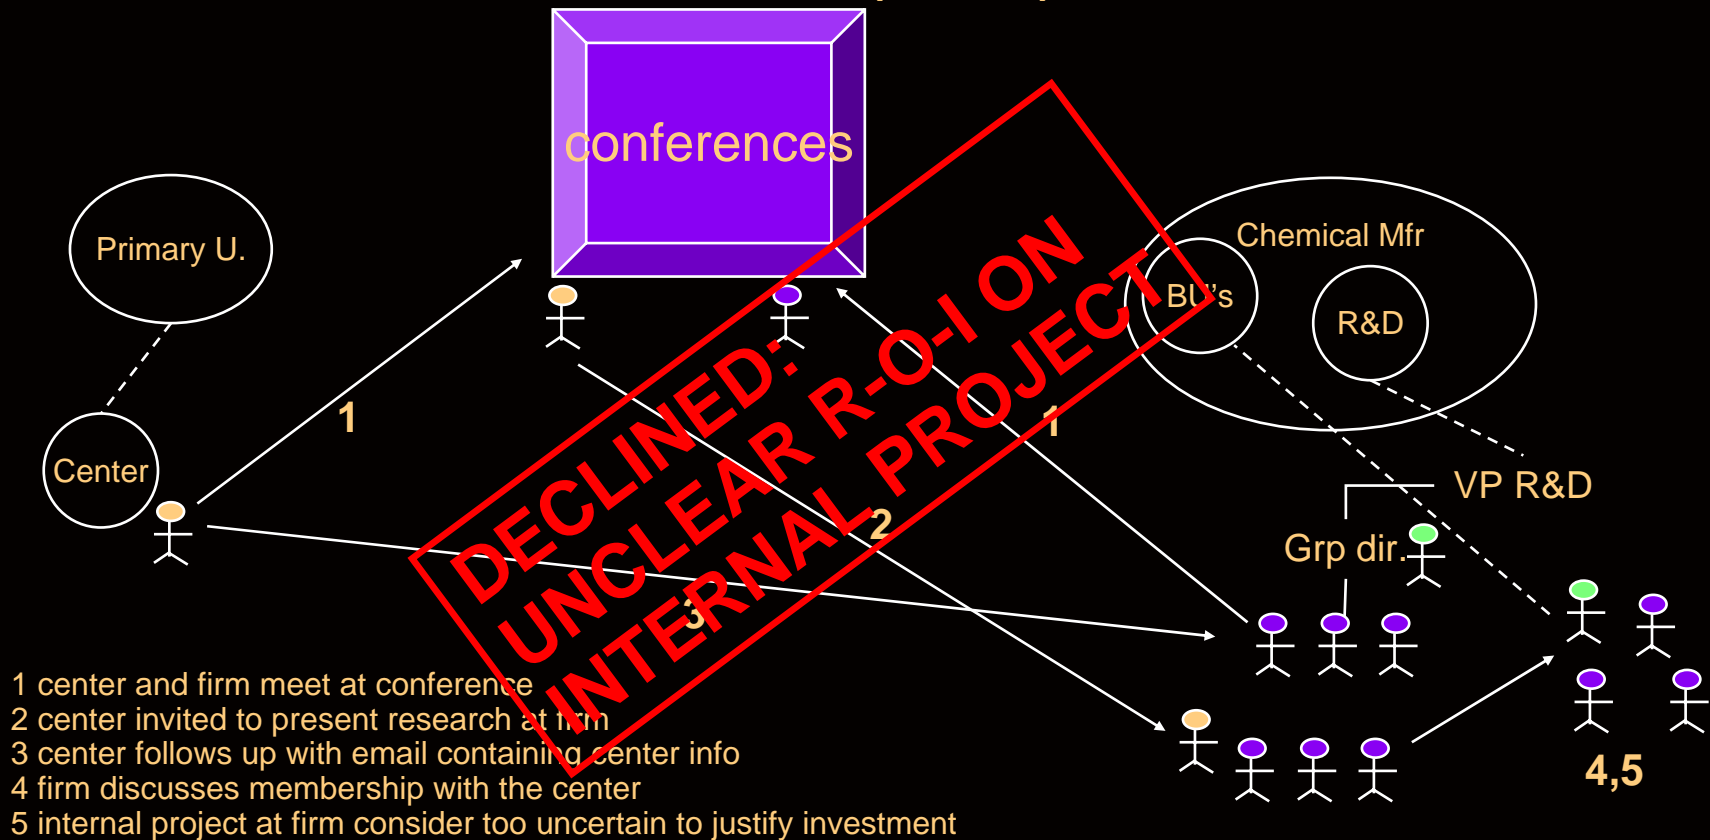 conferences
Primary U.
Chemical Mfr
BU's
R&D
Center
1
1
VP R&D
2
Grp dir.
3
DECLINED:
UNCLEAR R-O-I ON
INTERNAL PROJECT
4,5
1 center and firm meet at conference
2 center invited to present research at firm
3 center follows up with email containing center info
4 firm discusses membership with the center
5 internal project at firm consider too uncertain to justify investment